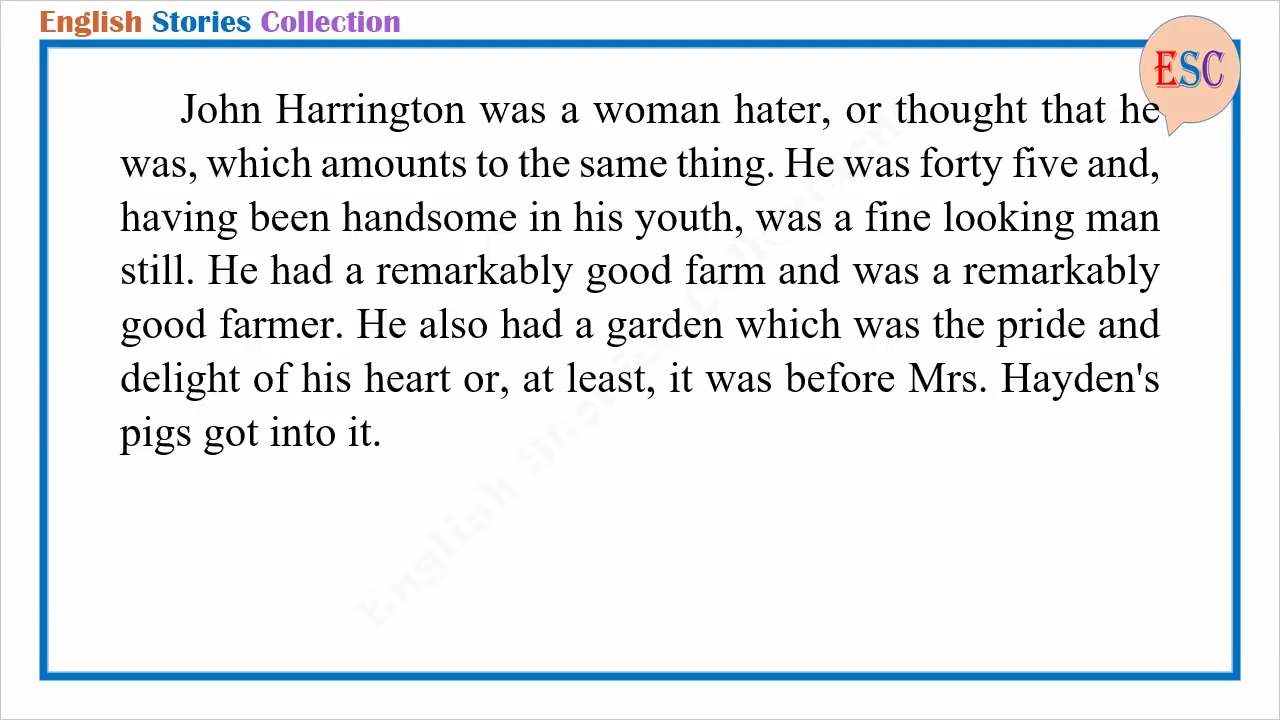 English Stories Collection
ESC
John Harrington was a woman hater, or thought that he
was, which amounts to the same thing. He was forty five and,
having been handsome in his youth, was a fine looking man
still. He had a remarkably good farm and was a remarkably
good farmer. He also had a garden which was the pride and
delight of his heart or, at least, it was before Mrs. Hayden's
pigs got into it.
English Stories Collection